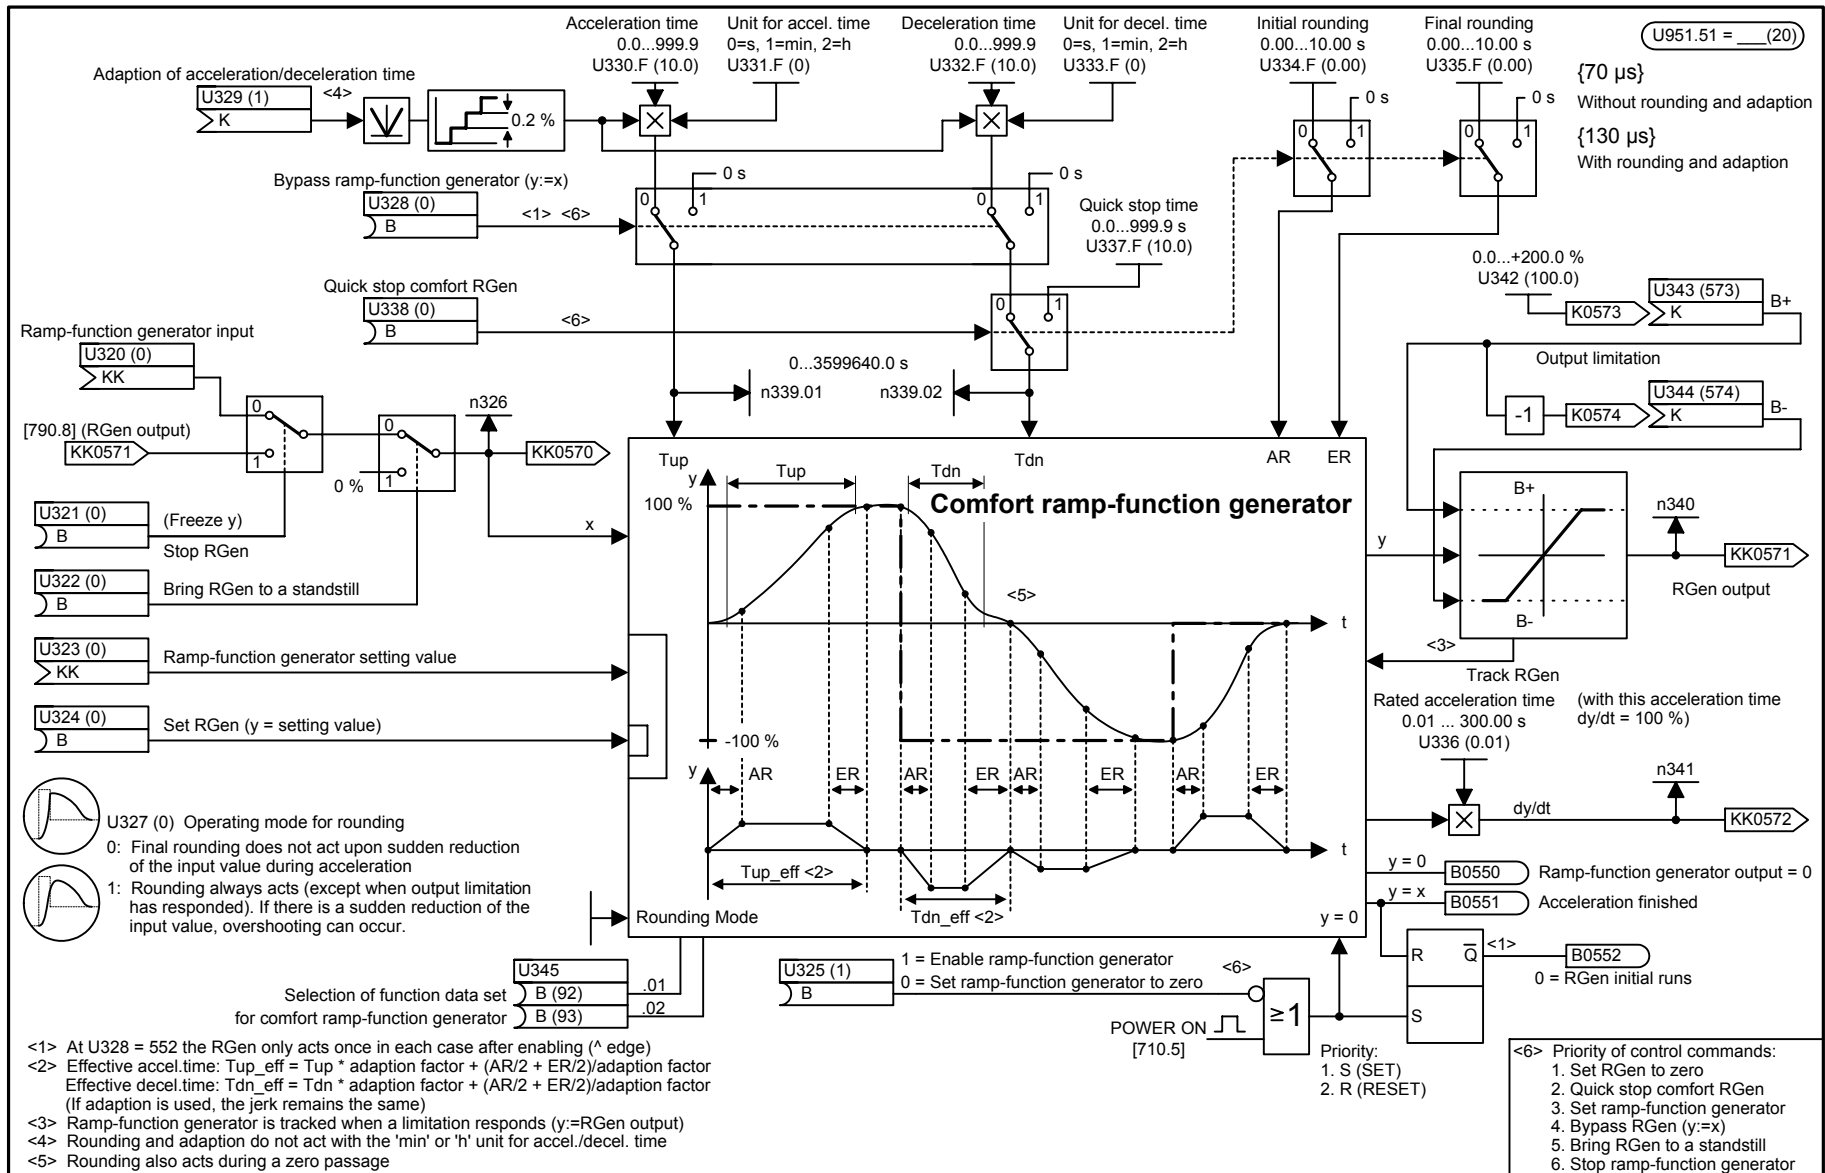 Acceleration time
0.0...999.9
U330.F (10.0)
Unit for accel. time
0=s, 1=min, 2=h
U331.F (0)
Deceleration time
0.0...999.9
U332.F (10.0)
Unit for decel. time
0=s, 1=min, 2=h
U333.F (0)
Initial rounding
0.00...10.00 s
U334.F (0.00)
Final rounding
0.00...10.00 s
U335.F (0.00)
U951.51 = ___(20)
{70 µs}
Without rounding and adaption
{130 µs}
With rounding and adaption
Adaption of acceleration/deceleration time
U329 (1)
K
<4>
0.2 %
0 s
0 s
0
1
0
1
Bypass ramp-function generator (y:=x)
U328 (0)
B
<1> <6>
0 s
0 s
0
1
0
1
Quick stop time
0.0...999.9 s
U337.F (10.0)
Quick stop comfort RGen
U338 (0)
B
<6>
0
1
0.0...+200.0 %
U342 (100.0)
K0573
U343 (573)
K
B+
Output limitation
-1
K0574
U344 (574)
K
B-
Ramp-function generator input
U320 (0)
KK
[790.8] (RGen output)
KK0571
0
1
0
1
0 %
n326
KK0570
0...3599640.0 s
n339.01
n339.02
U321 (0)
B
(Freeze y)
Stop RGen
x
U322 (0)
B
Bring RGen to a standstill
U323 (0)
KK
Ramp-function generator setting value
U324 (0)
B
Set RGen (y = setting value)
Tup
Tdn
AR
ER
Comfort ramp-function generator
y
Tup
Tdn
100 %
<5>
t
-100 %
y
AR
ER
AR
ER
AR
ER
AR
ER
t
Tup_eff <2>
Tdn_eff <2>
Rounding Mode
y = 0
y
B+
B-
n340
KK0571
RGen output
<3>
Track RGen
Rated acceleration time
0.01 ... 300.00 s
U336 (0.01)
(with this acceleration time
dy/dt = 100 %)
dy/dt
n341
KK0572
y = 0
B0550
Ramp-function generator output = 0
y = x
B0551
Acceleration finished
R
Q
S
<1>
B0552
0 = RGen initial runs
U327 (0) Operating mode for rounding
0: Final rounding does not act upon sudden reduction
of the input value during acceleration
1: Rounding always acts (except when output limitation
has responded). If there is a sudden reduction of the
input value, overshooting can occur.
U345
Selection of function data set
B (92)
.01
for comfort ramp-function generator
B (93)
.02
U325 (1)
B
1 = Enable ramp-function generator
0 = Set ramp-function generator to zero
<6>
≥1
POWER ON
[710.5]
Priority:
1. S (SET)
2. R (RESET)
<1> At U328 = 552 the RGen only acts once in each case after enabling (^ edge)
<2> Effective accel.time: Tup_eff = Tup * adaption factor + (AR/2 + ER/2)/adaption factor
Effective decel.time: Tdn_eff = Tdn * adaption factor + (AR/2 + ER/2)/adaption factor
(If adaption is used, the jerk remains the same)
<3> Ramp-function generator is tracked when a limitation responds (y:=RGen output)
<4> Rounding and adaption do not act with the 'min' or 'h' unit for accel./decel. time
<5> Rounding also acts during a zero passage
<6> Priority of control commands:
1. Set RGen to zero
2. Quick stop comfort RGen
3. Set ramp-function generator
4. Bypass RGen (y:=x)
5. Bring RGen to a standstill
6. Stop ramp-function generator